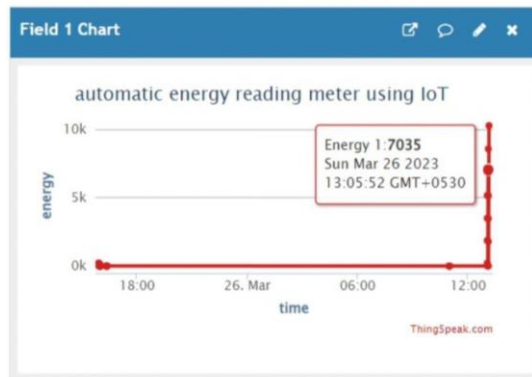 Field 1 Chart
automatic energy reading meter using IoT
10k
5k
0k
energy
Energy 1:7035
Sun Mar 26 2023
13:05:52 GMT+0530
18:00 26. Mar 06:00 12:00
time
ThingSpeak.com